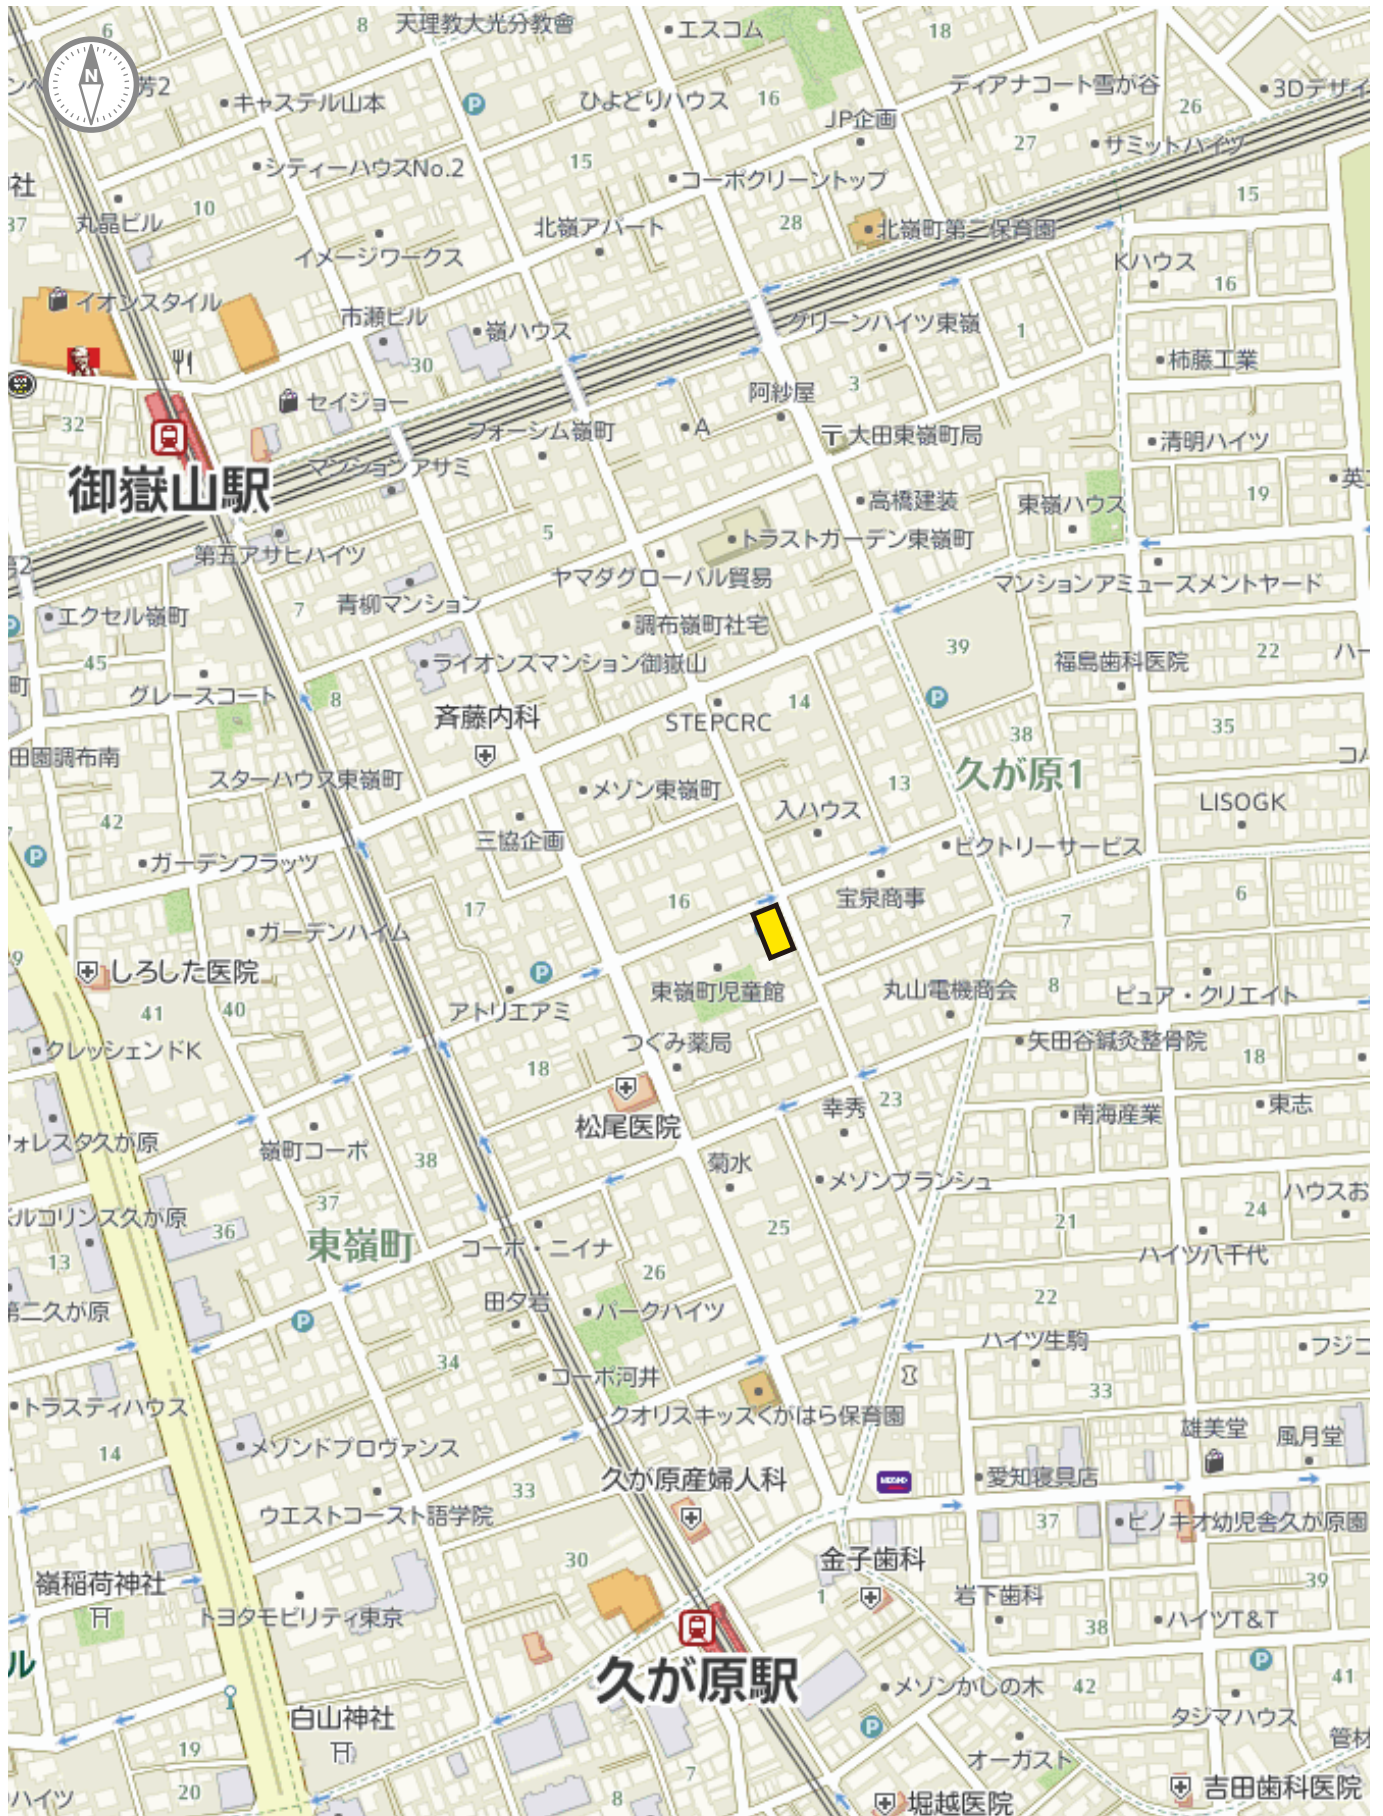 6
8
天理教大光分教會
エスコム
18
N
芳2
キャステル山本
P
ひよどりハウス
16
ディアナコート雪が谷
26
3Dデザイ
JP企画
27
サミットハイツ
シティーハウスNo.2
15
コーポクリーントップ
社
37
丸晶ビル
10
北嶺アパート
28
北嶺町第二保育園
15
イメージワークス
Kハウス
16
イオンスタイル
市瀬ビル
嶺ハウス
グリーンハイツ東嶺
1
30
柿藤工業
セイジョー
阿紗屋
3
32
フォーシム嶺町
A
大田東嶺町局
清明ハイツ
御嶽山駅
マンションアサミ
高橋建装
東嶺ハウス
19
英
5
トラストガーデン東嶺町
第五アサヒハイツ
ヤマダグローバル貿易
マンションアミューズメントヤード
7
青柳マンション
エクセル嶺町
調布嶺町社宅
P
45
ライオンズマンション御嶽山
39
福島歯科医院
22
ハー
町
グレースコート
8
斉藤内科
STEPCRC
14
P
38
35
田園調布南
スターハウス東嶺町
メゾン東嶺町
13
久が原1
コハ
LISOGK
42
三協企画
入ハウス
P
ガーデンフラッツ
ビクトリーサービス
17
16
宝泉商事
6
7
ガーデンハイム
しろした医院
P
東嶺町児童館
丸山電機商会
8
ピュア・クリエイト
41
40
アトリエアミ
つぐみ薬局
クレッシェンドK
18
矢田谷鍼灸整骨院
18
松尾医院
幸秀
23
南海産業
東志
ォレスタ久が原
嶺町コーポ
38
菊水
メゾンブランシュ
ハウスお
ルコリンス久が原
37
36
東嶺町
コーポ・ニイナ
25
21
24
ハイツ八千代
13
26
22
第二久が原
P
田夕岩
パークハイツ
ハイツ生駒
フジコ
34
コーポ河井
33
トラスティハウス
クオリスキッズくがはら保育園
雄美堂
風月堂
14
メゾンドプロヴァンス
久が原産婦人科
愛知寝具店
33
ウエストコースト語学院
37
ピノキオ幼児舎久が原園
30
金子歯科
嶺稲荷神社
1
岩下歯科
39
トヨタモビリティ東京
38
ハイツT&T
ル
久が原駅
P
41
メゾンかしの木
42
白山神社
P
タジマハウス
管材
19
オーガスト
7
20
8
ハイツ
堀越医院
吉田歯科医院